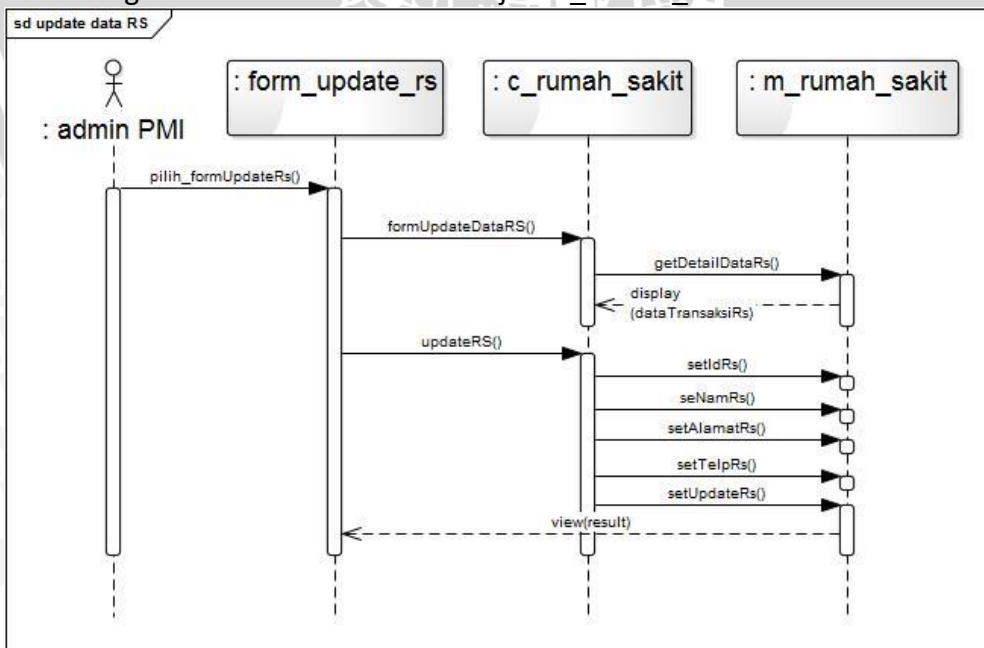 sd update data RS
: admin PMI
: form_update_rs
: c_rumah_sakit
: m_rumah_sakit
pilih_formUpdateRs()
formUpdateDataRS()
getDetailDataRs()
display
(dataTransaksiRs)
updateRS()
setIdRs()
seNamRs()
setAlamatRs()
setTelpRs()
setUpdateRs()
view(result)